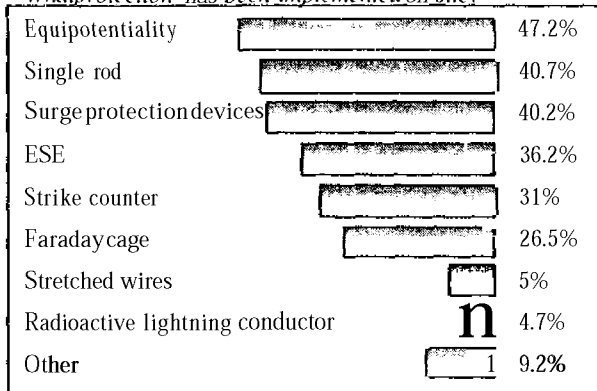 Equipotentiality 47.2%
Single rod 40.7%
Surge protection devices 40.2%
ESE 36.2%
Strike counter 31%
Faraday cage 26.5%
Stretched wires 5%
Radioactive lightning conductor n 4.7%
Other 1 9.2%